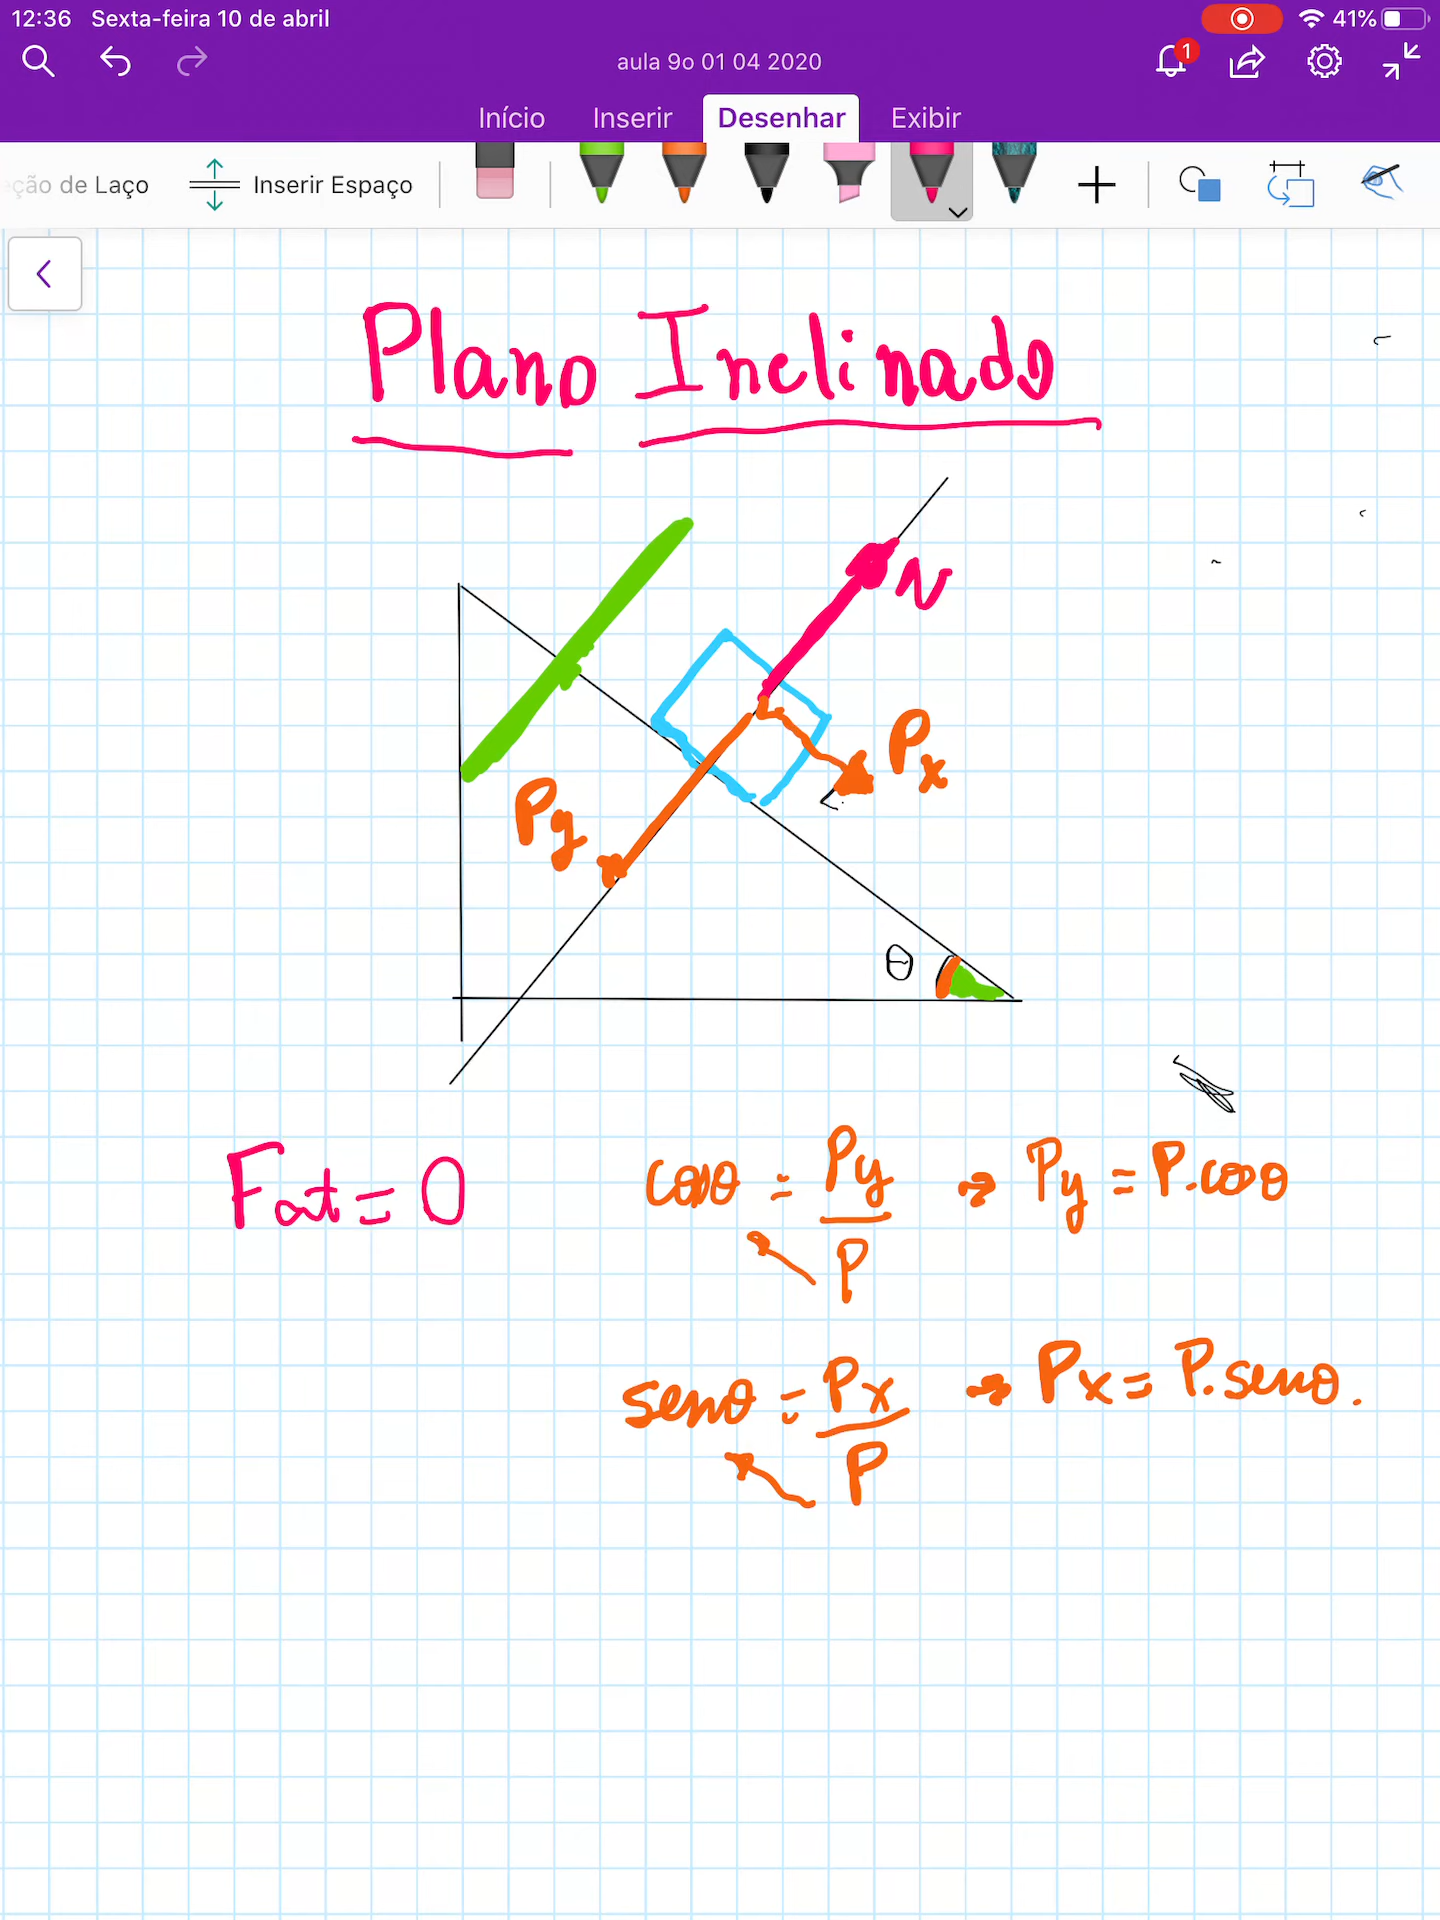 12:36 Sexta-feira 10 de abril 41%
aula 9o 01 04 2020 1
Início Inserir Desenhar Exibir
ção de Laço Inserir Espaço
Plano Inclinado
N
Px
Py
θ
Fat = 0
cosθ = Py/P → Py = P.cosθ
senθ = Px/P → Px = P.senθ.